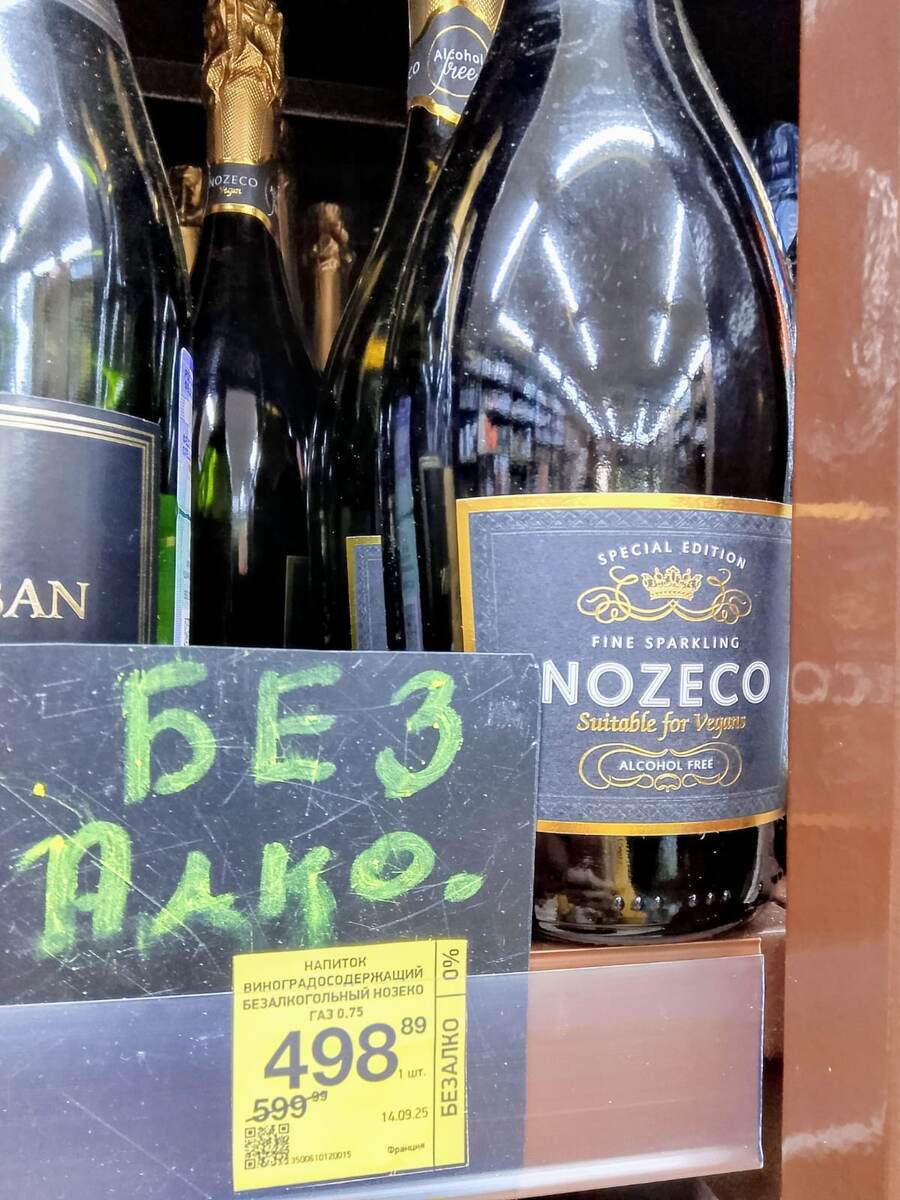 Alcohol
free
NOZECO
Vegan
SPECIAL EDITION
FINE SPARKLING
NOZECO
Suitable for Vegans
ALCOHOL FREE
БЕЗ
Алко.
НАПИТОК
ВИНОГРАДОСОДЕРЖАЩИЙ
БЕЗАЛКОГОЛЬНЫЙ НОЗЕКО
ГАЗ 0.75
498 89
1 шт.
599 99
14.09.25
Франция
3500610120015
БЕЗАЛКО 0%